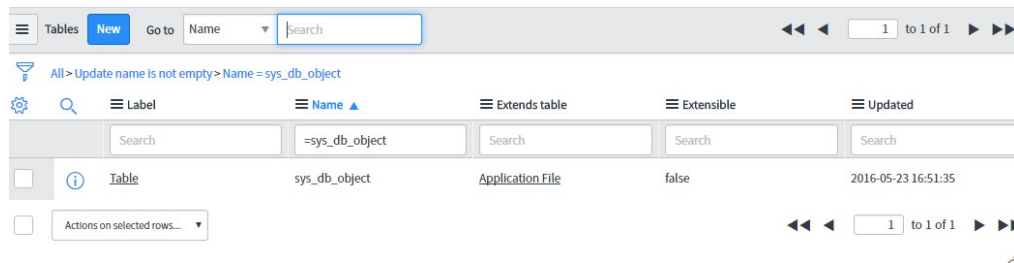 Tables New Go to Name Search 1 to 1 of 1
All > Update name is not empty > Name = sys_db_object
Label Name Extends table Extensible Updated
Search =sys_db_object Search Search Search
Table sys_db_object Application File false 2016-05-23 16:51:35
Actions on selected rows... 1 to 1 of 1